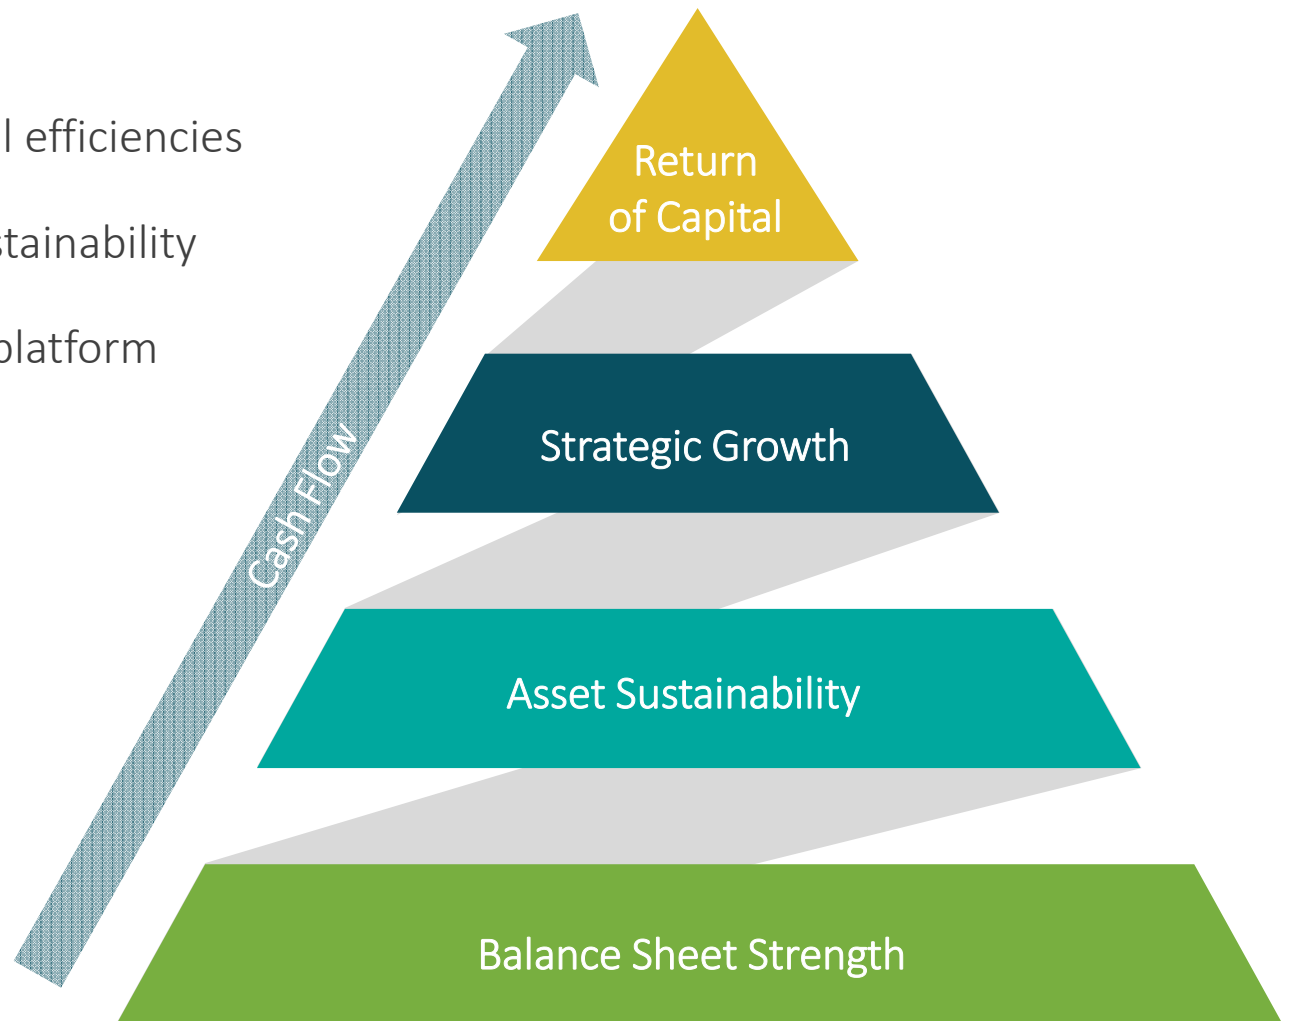 l efficiencies
stainability
platform
Cash Flow
Return
of Capital
Strategic Growth
Asset Sustainability
Balance Sheet Strength